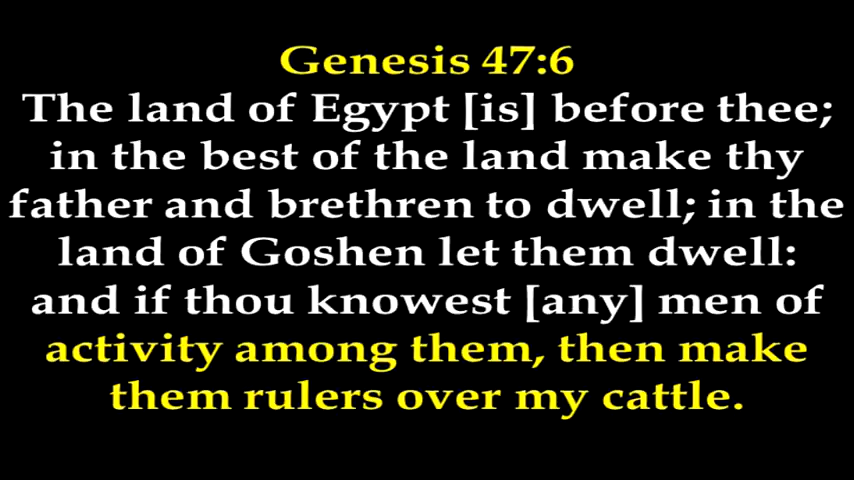 Genesis 47:6
The land of Egypt [is] before thee;
in the best of the land make thy
father and brethren to dwell; in the
land of Goshen let them dwell:
and if thou knowest [any] men of
activity among them, then make
them rulers over my cattle.